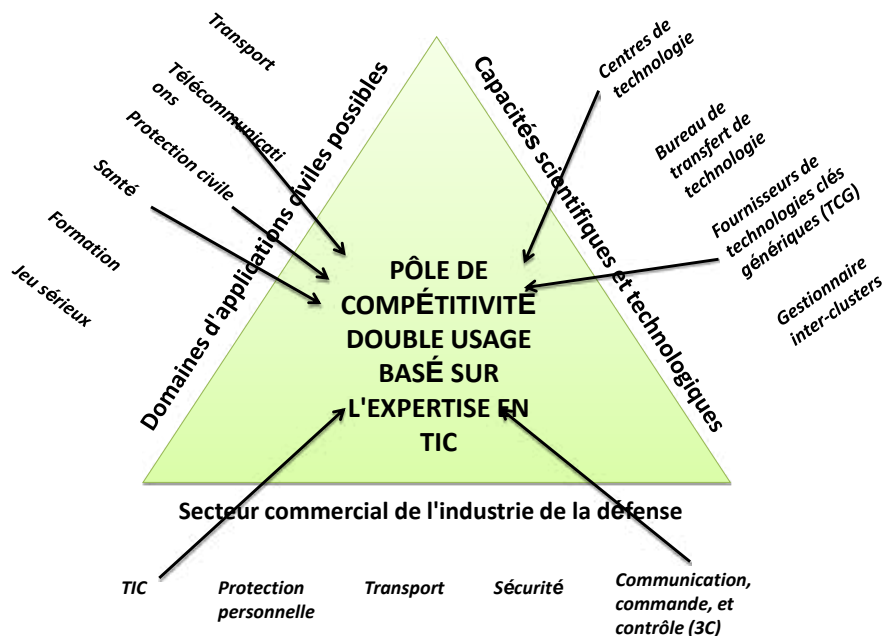 Transport
Télécommunicati
ons
Protection civile
Santé
Formation
Jeu sérieux
Domaines d'applications civiles possibles
Capacités scientifiques et technologiques
Centres de
technologie
Bureau de
transfert de
technologie
Fournisseurs de
technologies clés
génériques (TCG)
Gestionnaire
inter-clusters
PÔLE DE
COMPÉTITIVITÉ
DOUBLE USAGE
BASÉ SUR
L'EXPERTISE EN
TIC
Secteur commercial de l'industrie de la défense
TIC
Protection
personnelle
Transport
Sécurité
Communication,
commande, et
contrôle (3C)